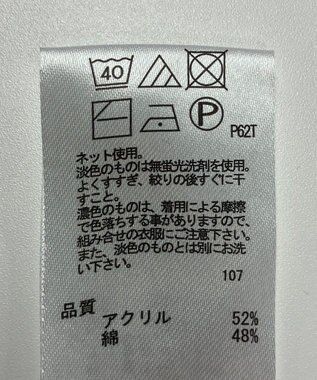 40
P
P62T
ネット使用。
淡色のものは無蛍光洗剤を使用。
よくすすぎ、絞りの後すぐに干
すこと。
濃色のものは、着用による摩擦
で色落ちする事がありますので、
組み合せの衣服にご注意下さい。
また、淡色のものとは別にお洗
い下さい。
107
品質
アクリル 52%
綿 48%